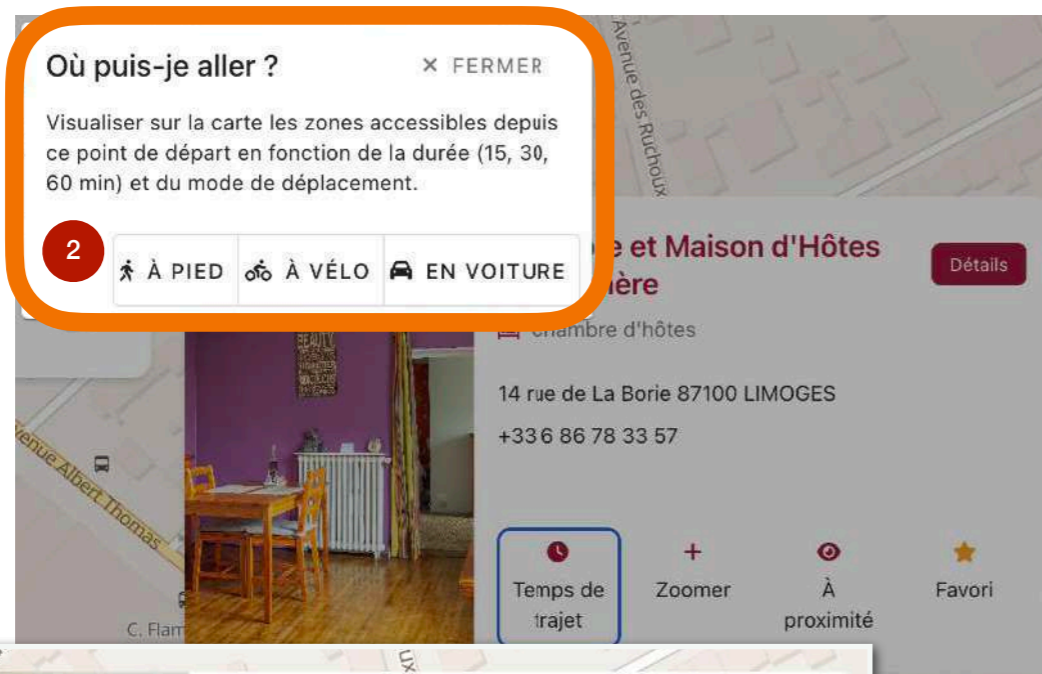 Où puis-je aller ?
× FERMER
Visualiser sur la carte les zones accessibles depuis
ce point de départ en fonction de la durée (15, 30,
60 min) et du mode de déplacement.
2
À PIED
À VÉLO
EN VOITURE
Avenue des Ruchoux
et Maison d'Hôtes
ère
Détails
chambre d'hôtes
14 rue de La Borie 87100 LIMOGES
+33 6 86 78 33 57
BEAUTY
Avenue Albert Thomas
C. Flam
Temps de
trajet
Zoomer
À
proximité
Favori
ux